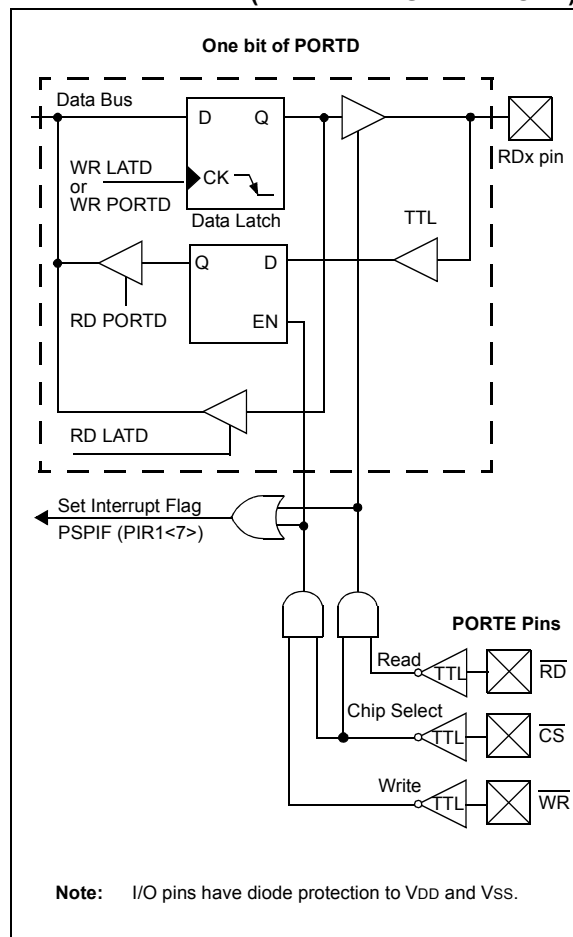 One bit of PORTD
Data Bus
D Q
RDx pin
WR LATD
or
WR PORTD
CK
Data Latch
TTL
Q D
RD PORTD
EN
RD LATD
Set Interrupt Flag
PSPIF (PIR1<7>)
PORTE Pins
Read
TTL
RD
Chip Select
TTL
CS
Write
TTL
WR
Note: I/O pins have diode protection to VDD and VSS.